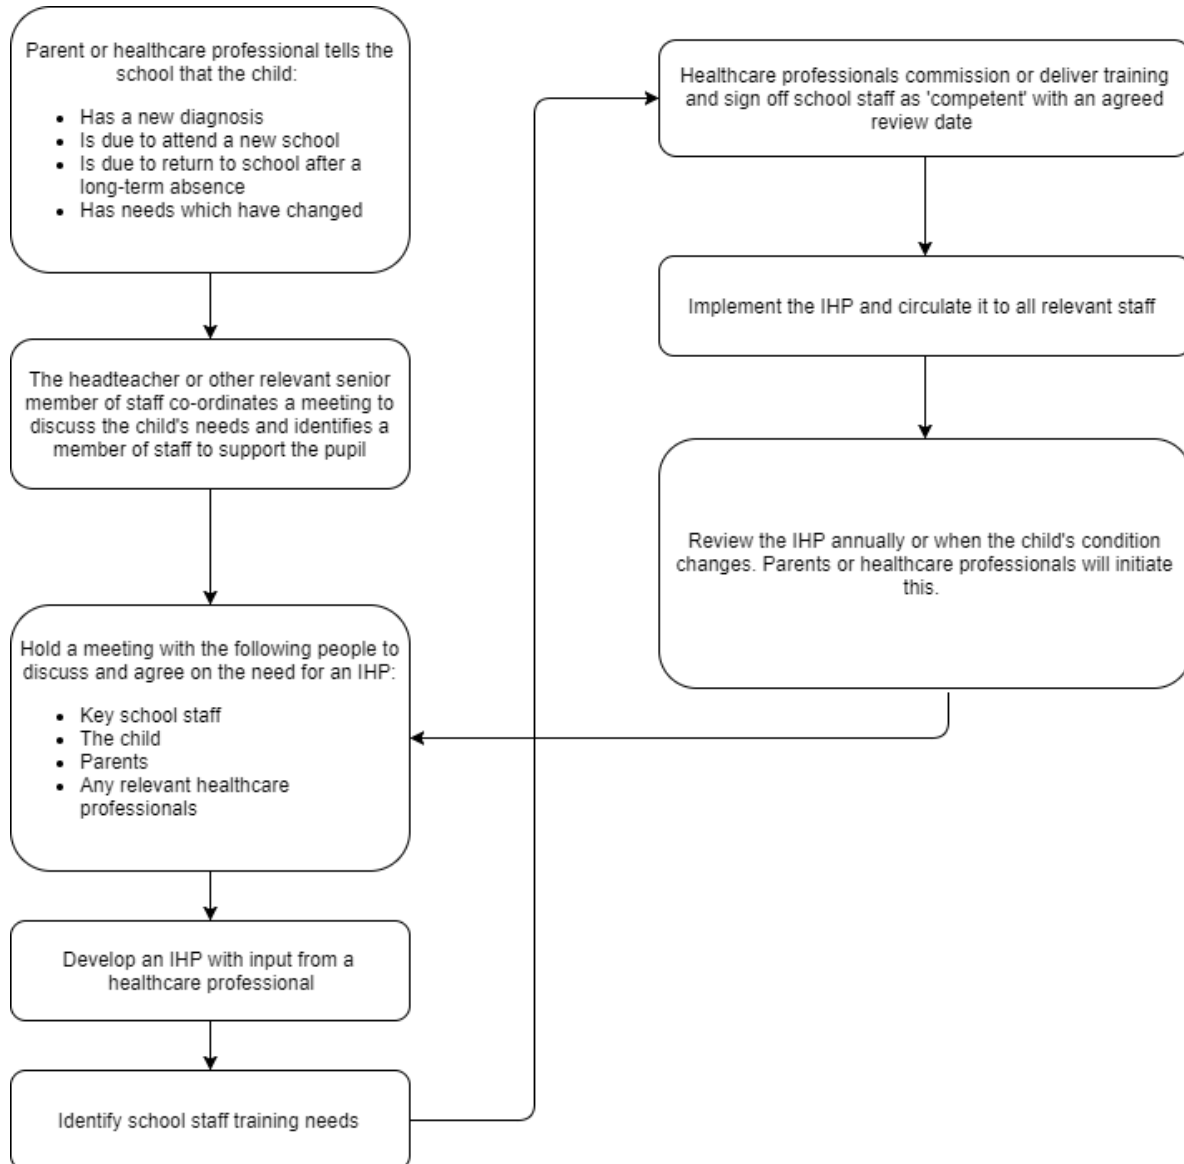 Parent or healthcare professional tells the
school that the child:
• Has a new diagnosis
• Is due to attend a new school
• Is due to return to school after a
long-term absence
• Has needs which have changed
The headteacher or other relevant senior
member of staff co-ordinates a meeting to
discuss the child's needs and identifies a
member of staff to support the pupil
Hold a meeting with the following people to
discuss and agree on the need for an IHP:
• Key school staff
• The child
• Parents
• Any relevant healthcare
professionals
Develop an IHP with input from a
healthcare professional
Identify school staff training needs
Healthcare professionals commission or deliver training
and sign off school staff as 'competent' with an agreed
review date
Implement the IHP and circulate it to all relevant staff
Review the IHP annually or when the child's condition
changes. Parents or healthcare professionals will initiate
this.